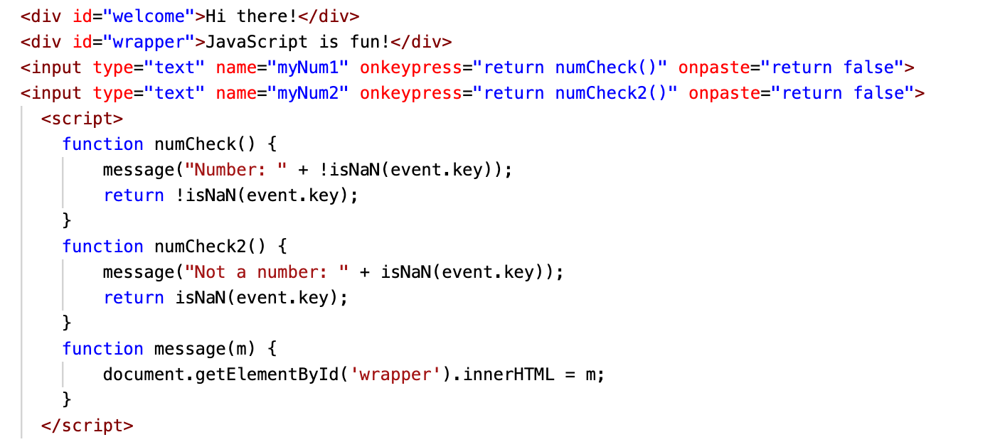 <div id="welcome">Hi there!</div>
<div id="wrapper">JavaScript is fun!</div>
<input type="text" name="myNum1" onkeypress="return numCheck()" onpaste="return false">
<input type="text" name="myNum2" onkeypress="return numCheck2()" onpaste="return false">
  <script>
    function numCheck() {
        message("Number: " + !isNaN(event.key));
        return !isNaN(event.key);
    }
    function numCheck2() {
        message("Not a number: " + isNaN(event.key));
        return isNaN(event.key);
    }
    function message(m) {
        document.getElementById('wrapper').innerHTML = m;
    }
  </script>